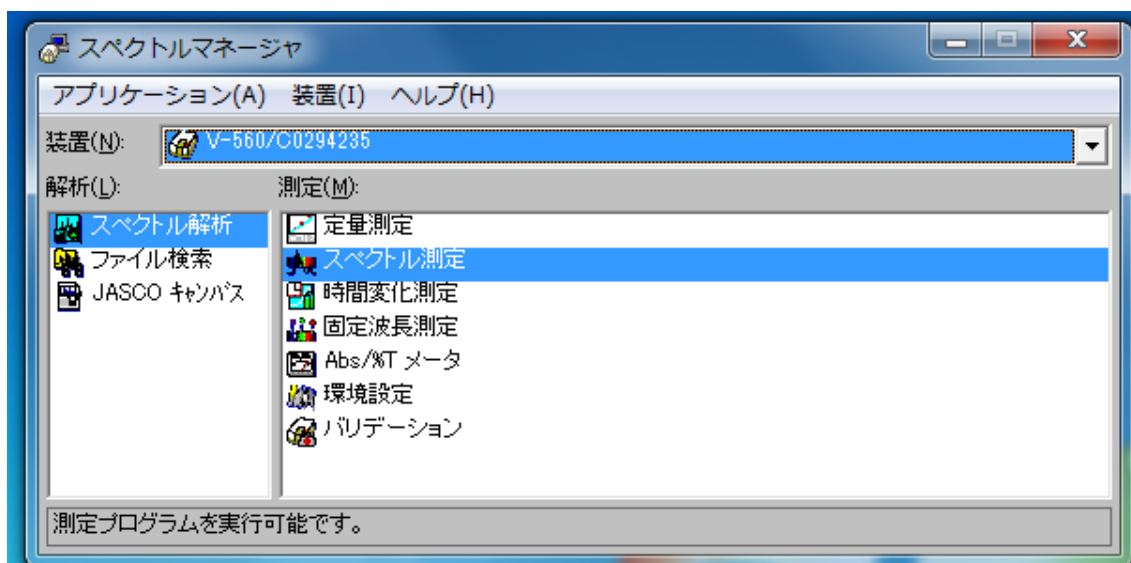 スペクトルマネージャ
アプリケーション(A) 装置(I) ヘルプ(H)
装置(N): V-560/C0294235
解析(L): 測定(M):
スペクトル解析 定量測定
ファイル検索 スペクトル測定
JASCO キャンバス 時間変化測定
固定波長測定
Abs/%T メータ
環境設定
バリデーション
測定プログラムを実行可能です。